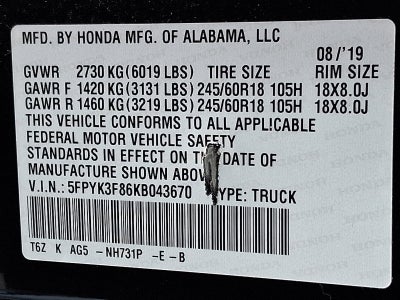 MFD. BY HONDA MFG. OF ALABAMA, LLC
08/'19
GVWR 2730 KG(6019 LBS) TIRE SIZE RIM SIZE
GAWR F 1420 KG(3131 LBS) 245/60R18 105H 18X8.0J
GAWR R 1460 KG(3219 LBS) 245/60R18 105H 18X8.0J
THIS VEHICLE CONFORMS TO ALL APPLICABLE
FEDERAL MOTOR VEHICLE SAFETY
STANDARDS IN EFFECT ON DATE OF
MANUFACTURE SHOWN
V.I.N.: 5FPYK3F86KB043670 TYPE: TRUCK
T6Z K AG5 -NH731P -E -B